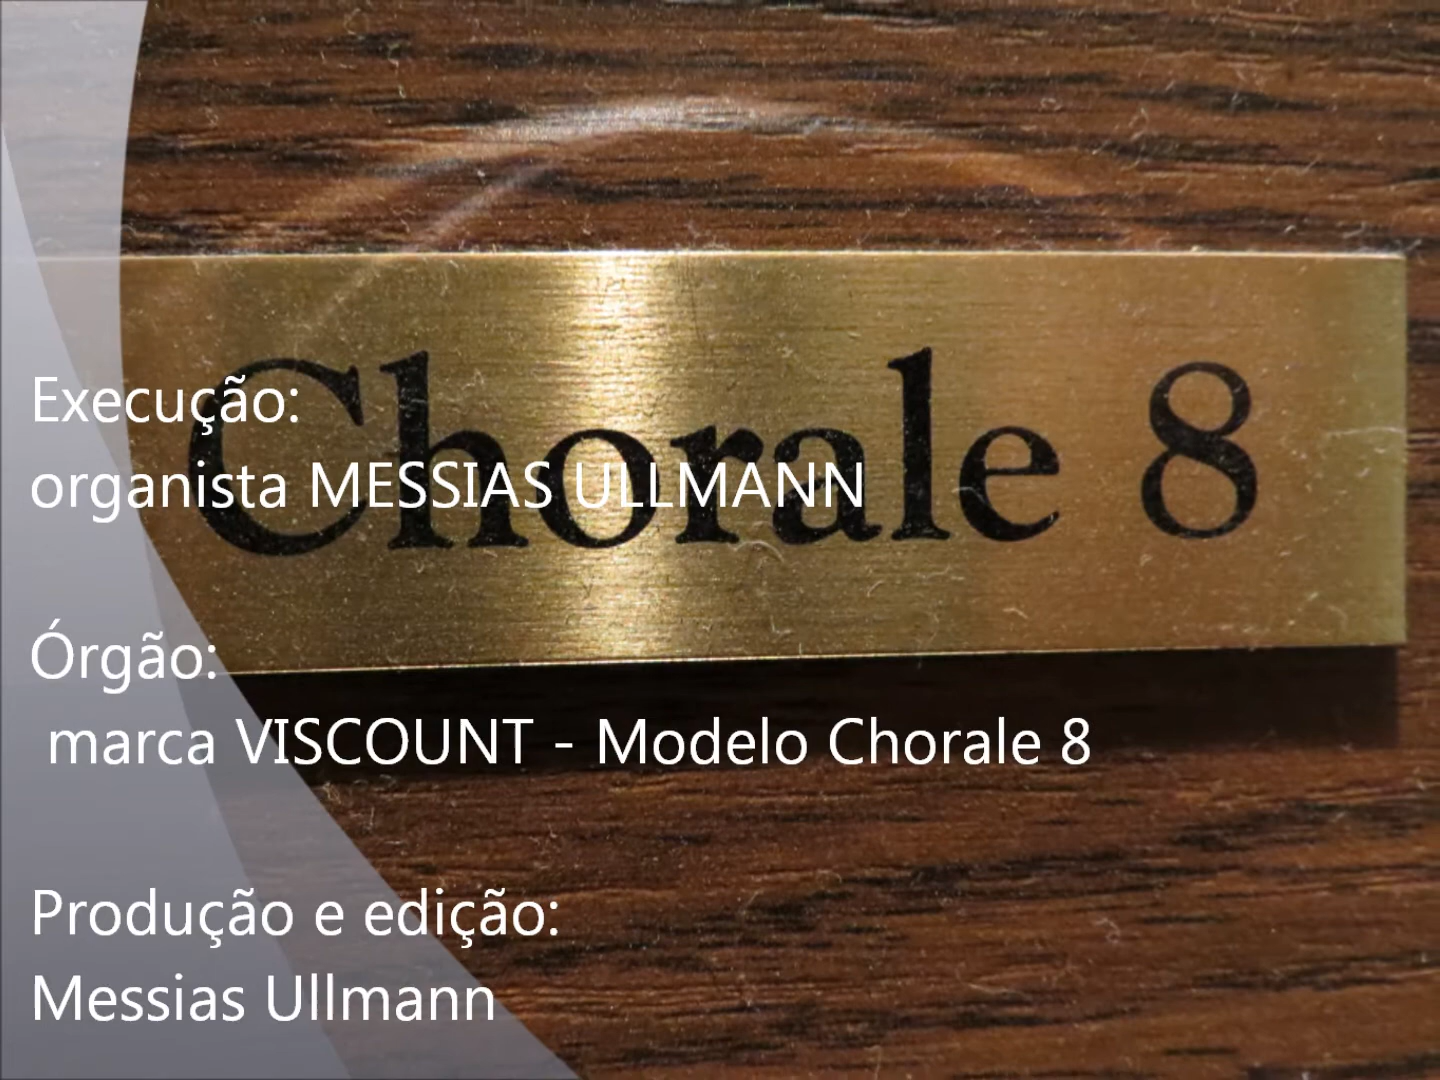 Chorale 8
Execução:
organista MESSIAS ULLMANN
Órgão:
marca VISCOUNT - Modelo Chorale 8
Produção e edição:
Messias Ullmann